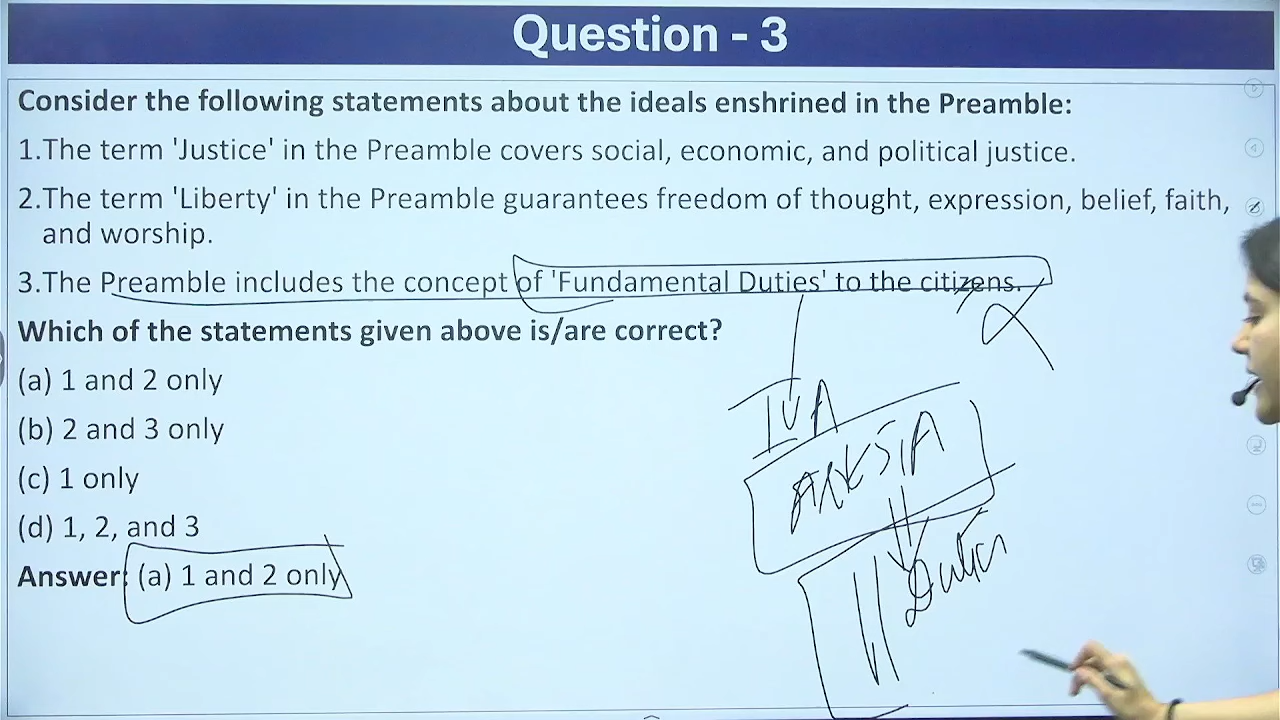 Question - 3
Consider the following statements about the ideals enshrined in the Preamble:
1.The term 'Justice' in the Preamble covers social, economic, and political justice.
2.The term 'Liberty' in the Preamble guarantees freedom of thought, expression, belief, faith,
and worship.
3.The Preamble includes the concept of 'Fundamental Duties' to the citizens.
Which of the statements given above is/are correct?
(a) 1 and 2 only
IVA
(b) 2 and 3 only
(c) 1 only
(d) 1, 2, and 3
Answer: (a) 1 and 2 only
11
Duties